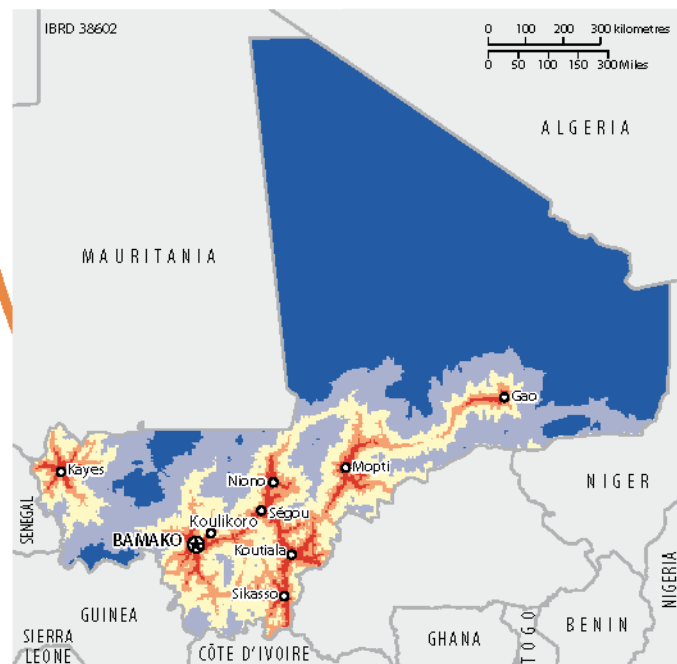 IBRD 38602
0 100 200 300 kilometres
0 50 100 150 300 Miles
ALGERIA
MAURITANIA
Gao
Kayes
Mopti
Niono
NIGER
SENEGAL
Ségou
Koulikoro
BAMAKO
Koutiala
NIGERIA
Sikasso
GUINEA
BENIN
SIERRA
LEONE
CÔTE D'IVOIRE
GHANA
TOGO